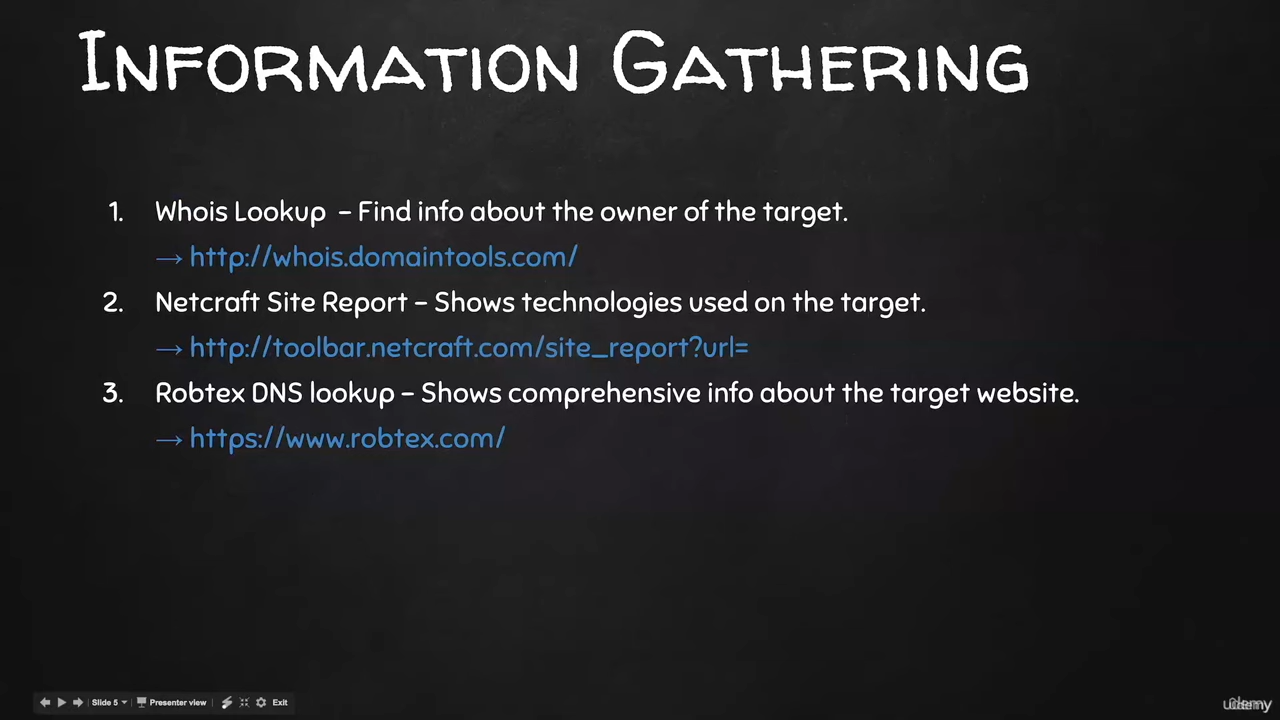 Information Gathering
1. Whois Lookup - Find info about the owner of the target.
→ http://whois.domaintools.com/
2. Netcraft Site Report - Shows technologies used on the target.
→ http://toolbar.netcraft.com/site_report?url=
3. Robtex DNS lookup - Shows comprehensive info about the target website.
→ https://www.robtex.com/
Slide 5 Presenter view Exit
udemy